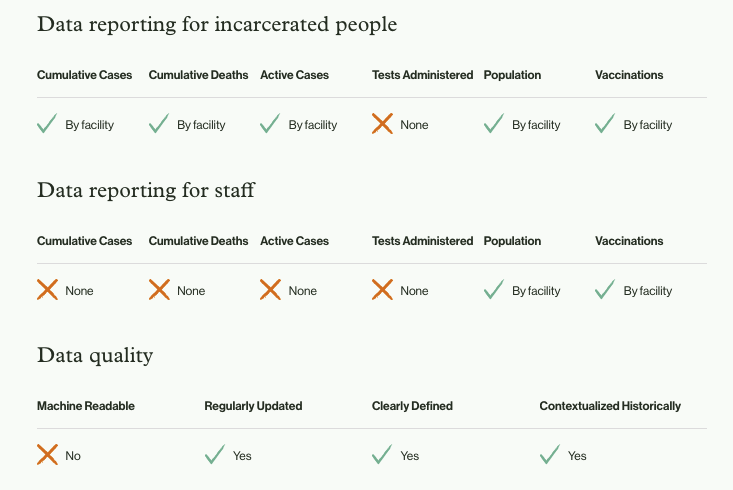 Data reporting for incarcerated people
Cumulative Cases Cumulative Deaths Active Cases Tests Administered Population Vaccinations
By facility By facility By facility None By facility By facility
Data reporting for staff
Cumulative Cases Cumulative Deaths Active Cases Tests Administered Population Vaccinations
None None None None By facility By facility
Data quality
Machine Readable Regularly Updated Clearly Defined Contextualized Historically
No Yes Yes Yes